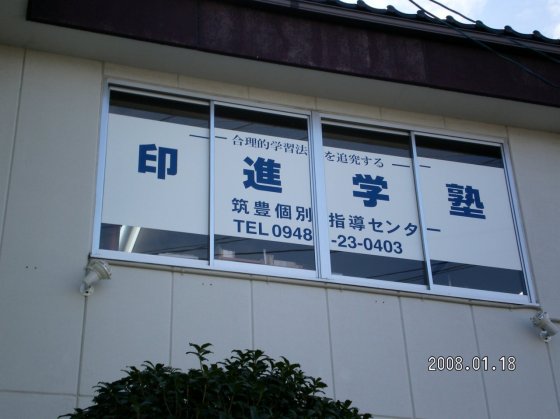 合理的学習法を追究する
印進学塾
筑豊個別指導センター
TEL 0948-23-0403
2008.01.18